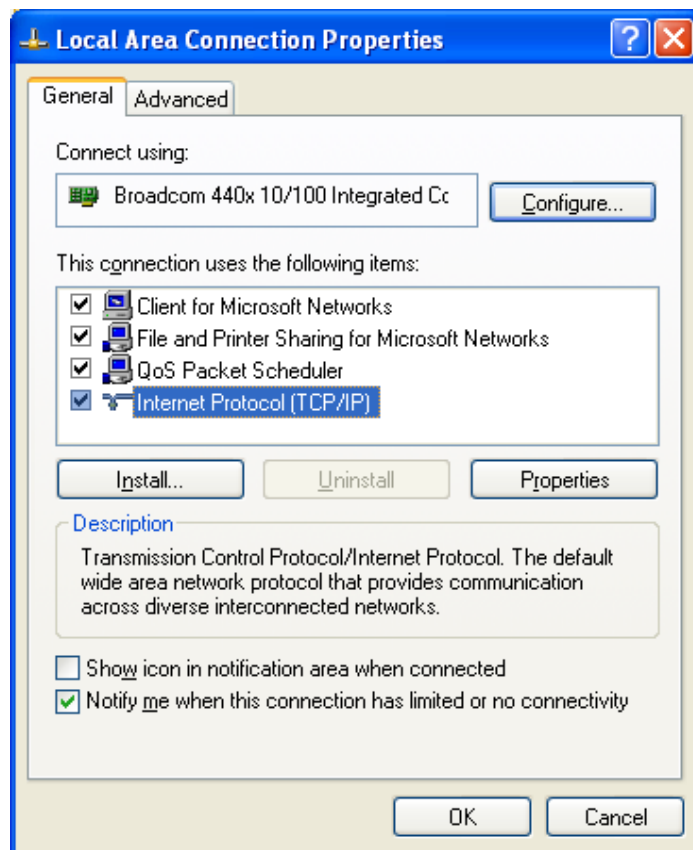 Local Area Connection Properties
General
Advanced
Connect using:
Broadcom 440x 10/100 Integrated Cc
Configure...
This connection uses the following items:
Client for Microsoft Networks
File and Printer Sharing for Microsoft Networks
QoS Packet Scheduler
Internet Protocol (TCP/IP)
Install...
Uninstall
Properties
Description
Transmission Control Protocol/Internet Protocol. The default
wide area network protocol that provides communication
across diverse interconnected networks.
Show icon in notification area when connected
Notify me when this connection has limited or no connectivity
OK
Cancel